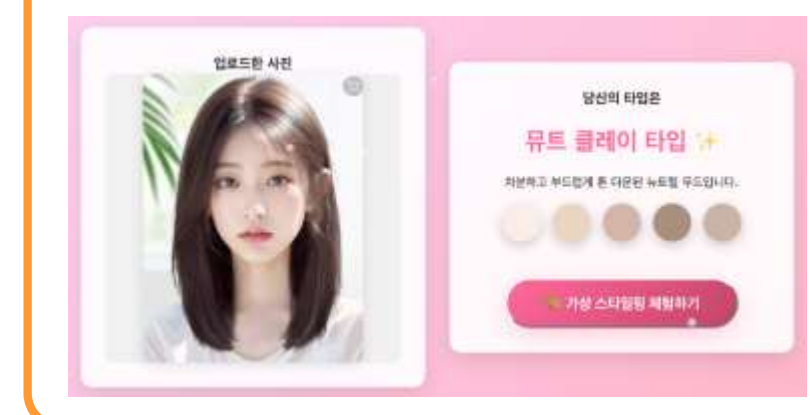 업로드한 사진
당신의 타입은
뮤트 클레이 타입 ✨
차분하고 부드럽게 톤 다운된 뉴트럴 무드입니다.
가상 스타일링 체험하기